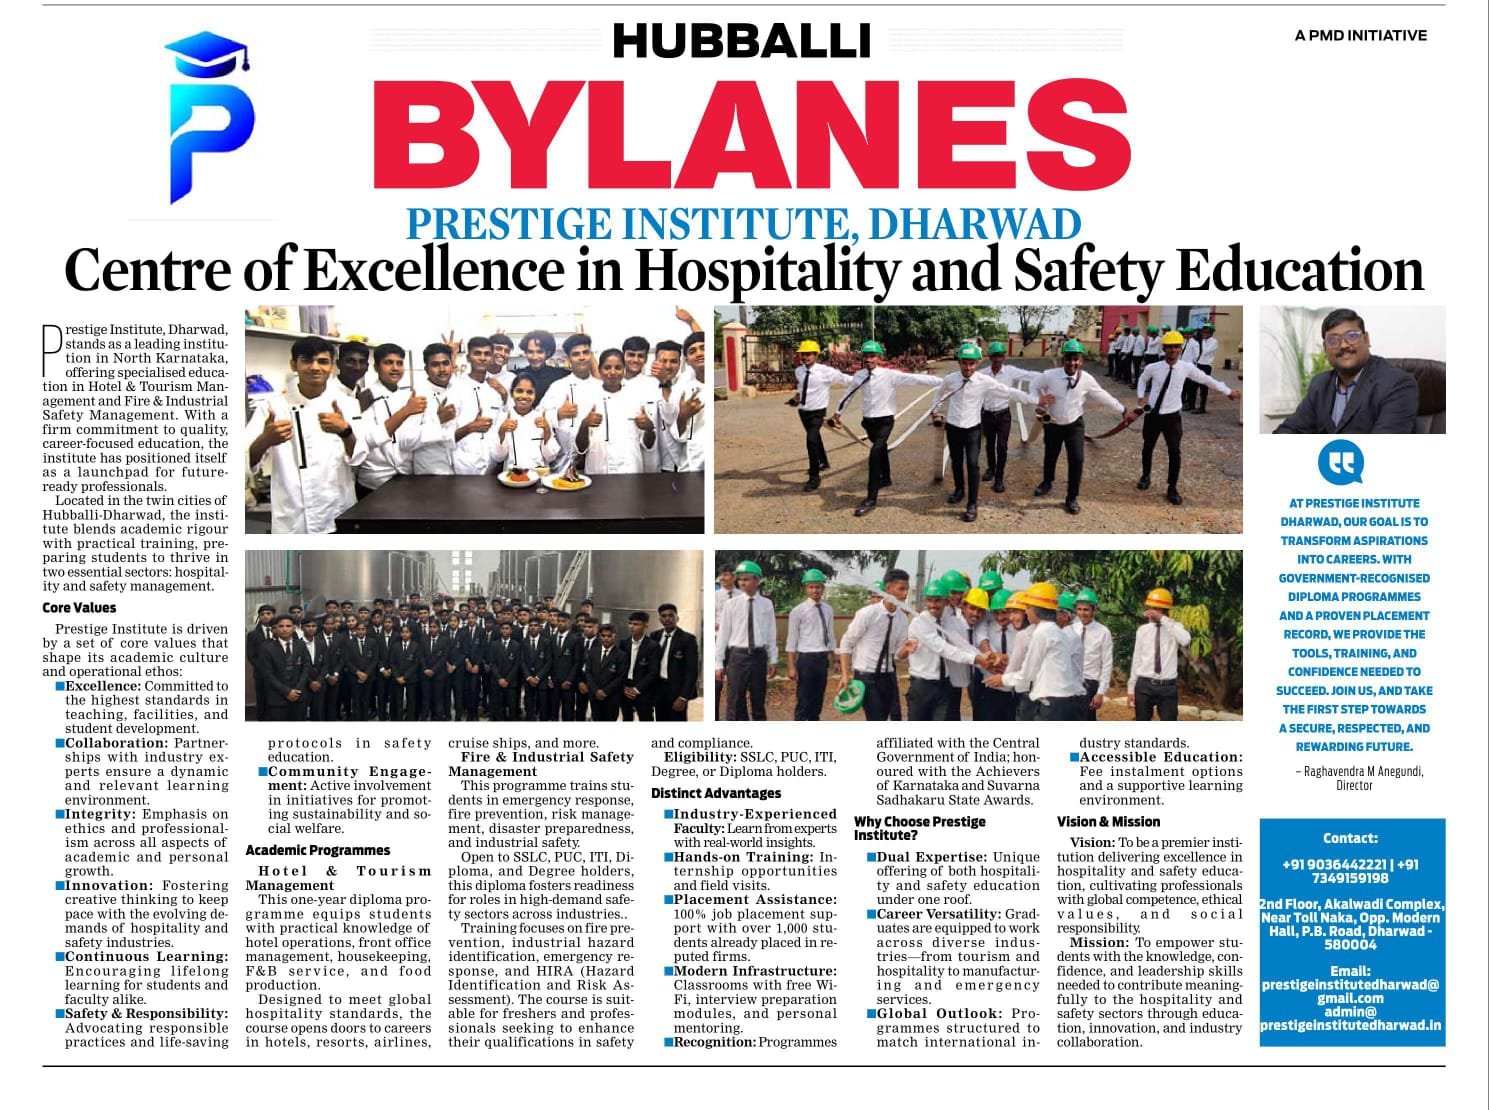 HUBBALLI
A PMD INITIATIVE
BYLANES
PRESTIGE INSTITUTE, DHARWAD
Centre of Excellence in Hospitality and Safety Education
Prestige Institute, Dharwad,
stands as a leading institu-
tion in North Karnataka,
offering specialised educa-
tion in Hotel & Tourism Man-
agement and Fire & Industrial
Safety Management. With a
firm commitment to quality,
career-focused education, the
institute has positioned itself
as a launchpad for future-
ready professionals.
Located in the twin cities of
Hubballi-Dharwad, the insti-
tute blends academic rigour
with practical training, pre-
paring students to thrive in
two essential sectors: hospital-
ity and safety management.
Core Values
Prestige Institute is driven
by a set of core values that
shape its academic culture
and operational ethos:
■Excellence: Committed to
the highest standards in
teaching, facilities, and
student development.
■Collaboration: Partner-
ships with industry ex-
perts ensure a dynamic
and relevant learning
environment.
■Integrity: Emphasis on
ethics and professional-
ism across all aspects of
academic and personal
growth.
■Innovation: Fostering
creative thinking to keep
pace with the evolving de-
mands of hospitality and
safety industries.
■Continuous Learning:
Encouraging lifelong
learning for students and
faculty alike.
■Safety & Responsibility:
Advocating responsible
practices and life-saving
protocols in safety
education.
■Community Engage-
ment: Active involvement
in initiatives for promot-
ing sustainability and so-
cial welfare.
Academic Programmes
Hotel & Tourism
Management
This one-year diploma pro-
gramme equips students
with practical knowledge of
hotel operations, front office
management, housekeeping,
F&B service, and food
production.
Designed to meet global
hospitality standards, the
course opens doors to careers
in hotels, resorts, airlines,
cruise ships, and more.
Fire & Industrial Safety
Management
This programme trains stu-
dents in emergency response,
fire prevention, risk manage-
ment, disaster preparedness,
and industrial safety.
Open to SSLC, PUC, ITI, Di-
ploma, and Degree holders,
this diploma fosters readiness
for roles in high-demand safe-
ty sectors across industries..
Training focuses on fire pre-
vention, industrial hazard
identification, emergency re-
sponse, and HIRA (Hazard
Identification and Risk As-
sessment). The course is suit-
able for freshers and profes-
sionals seeking to enhance
their qualifications in safety
and compliance.
Eligibility: SSLC, PUC, ITI,
Degree, or Diploma holders.
Distinct Advantages
■Industry-Experienced
Faculty: Learn from experts
with real-world insights.
■Hands-on Training: In-
ternship opportunities
and field visits.
■Placement Assistance:
100% job placement sup-
port with over 1,000 stu-
dents already placed in re-
puted firms.
■Modern Infrastructure:
Classrooms with free Wi-
Fi, interview preparation
modules, and personal
mentoring.
■Recognition: Programmes
affiliated with the Central
Government of India; hon-
oured with the Achievers
of Karnataka and Suvarna
Sadhakaru State Awards.
Why Choose Prestige
Institute?
■Dual Expertise: Unique
offering of both hospitali-
ty and safety education
under one roof.
■Career Versatility: Grad-
uates are equipped to work
across diverse indus-
tries—from tourism and
hospitality to manufactur-
ing and emergency
services.
■Global Outlook: Pro-
grammes structured to
match international in-
dustry standards.
■Accessible Education:
Fee instalment options
and a supportive learning
environment.
Vision & Mission
Vision: To be a premier insti-
tution delivering excellence in
hospitality and safety educa-
tion, cultivating professionals
with global competence, ethical
values, and social
responsibility.
Mission: To empower stu-
dents with the knowledge, con-
fidence, and leadership skills
needed to contribute meaning-
fully to the hospitality and
safety sectors through educa-
tion, innovation, and industry
collaboration.
AT PRESTIGE INSTITUTE
DHARWAD, OUR GOAL IS TO
TRANSFORM ASPIRATIONS
INTO CAREERS. WITH
GOVERNMENT-RECOGNISED
DIPLOMA PROGRAMMES
AND A PROVEN PLACEMENT
RECORD, WE PROVIDE THE
TOOLS, TRAINING, AND
CONFIDENCE NEEDED TO
SUCCEED. JOIN US, AND TAKE
THE FIRST STEP TOWARDS
A SECURE, RESPECTED, AND
REWARDING FUTURE.
– Raghavendra M Anegundi,
Director
Contact:
+91 9036442221 | +91
7349159198
2nd Floor, Akalwadi Complex,
Near Toll Naka, Opp. Modern
Hall, P.B. Road, Dharwad -
580004
Email:
prestigeinstitutedharwad@
gmail.com
admin@
prestigeinstitutedharwad.in